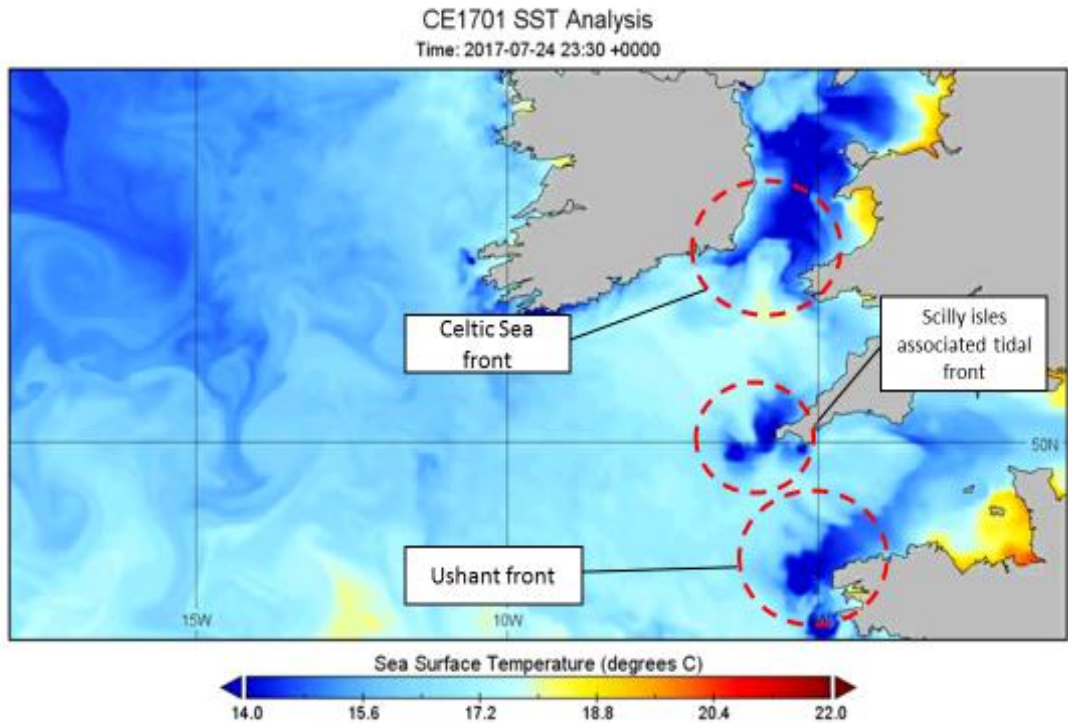 CE1701 SST Analysis
Time: 2017-07-24 23:30 +0000
Celtic Sea
front
Scilly isles
associated tidal
front
50N
Ushant front
15W
10W
Sea Surface Temperature (degrees C)
14.0 15.6 17.2 18.8 20.4 22.0